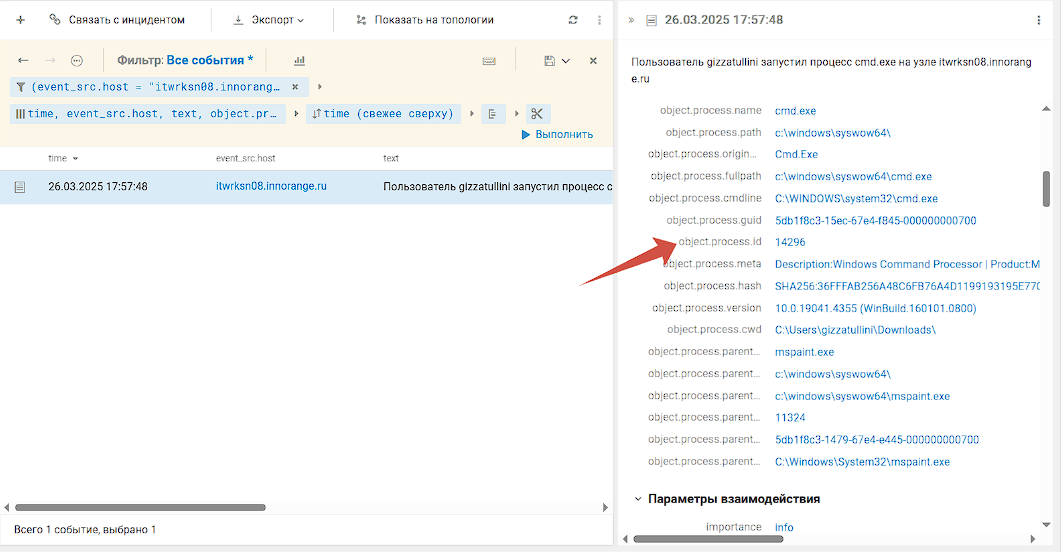 Связать с инцидентом
Экспорт
Показать на топологии
Фильтр: Все события *
(event_src.host = "itwrksn08.innorang…
time, event_src.host, text, object.pr…
time (свежее сверху)
Выполнить
time
event_src.host
text
26.03.2025 17:57:48
itwrksn08.innorange.ru
Пользователь gizzatullini запустил процесс c
Всего 1 событие, выбрано 1
26.03.2025 17:57:48
Пользователь gizzatullini запустил процесс cmd.exe на узле itwrksn08.innorang
e.ru
object.process.name cmd.exe
object.process.path c:\windows\syswow64\
object.process.origin... Cmd.Exe
object.process.fullpath c:\windows\syswow64\cmd.exe
object.process.cmdline C:\WINDOWS\system32\cmd.exe
object.process.guid 5db1f8c3-15ec-67e4-f845-000000000700
object.process.id 14296
object.process.meta Description:Windows Command Processor | Product:M
object.process.hash SHA256:36FFFAB256A48C6FB76A4D1199193195E770
object.process.version 10.0.19041.4355 (WinBuild.160101.0800)
object.process.cwd C:\Users\gizzatullini\Downloads\
object.process.parent... mspaint.exe
object.process.parent... c:\windows\syswow64\
object.process.parent... c:\windows\syswow64\mspaint.exe
object.process.parent... 11324
object.process.parent... 5db1f8c3-1479-67e4-e445-000000000700
object.process.parent... C:\Windows\System32\mspaint.exe
Параметры взаимодействия
importance info